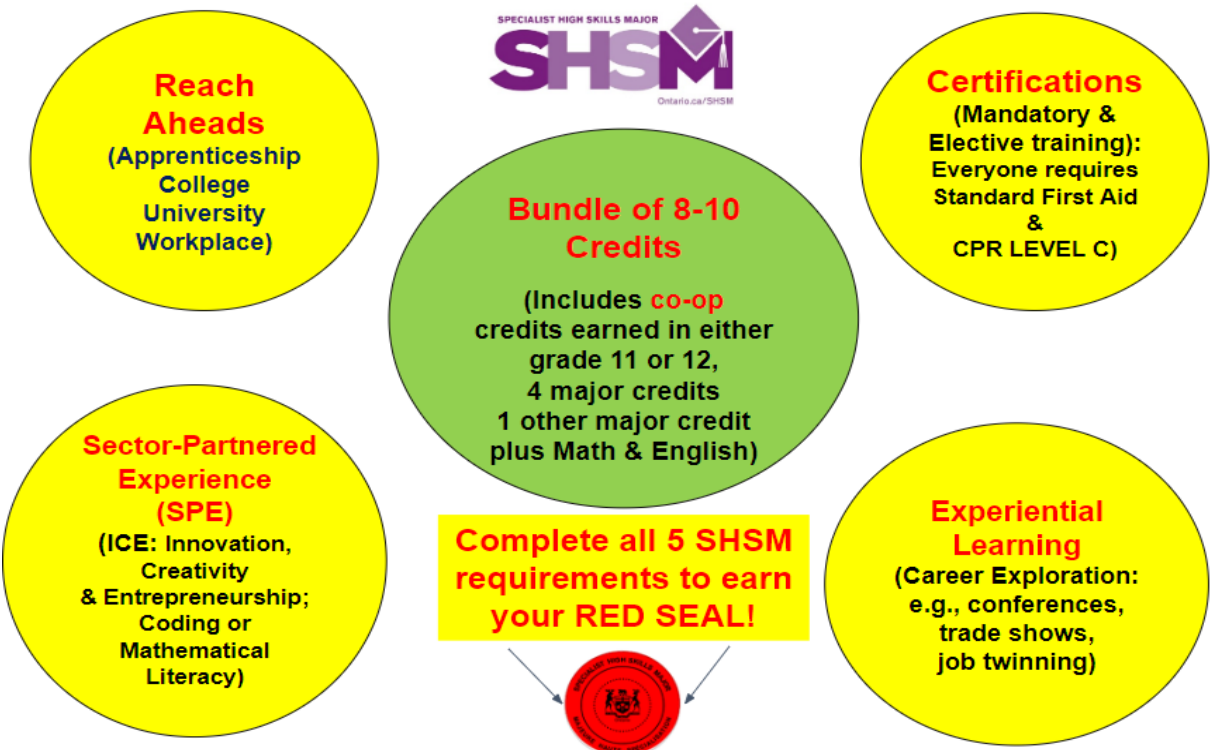 SPECIALIST HIGH SKILLS MAJOR
SHSM
Ontario.ca/SHSM
Reach
Aheads
(Apprenticeship
College
University
Workplace)
Certifications
(Mandatory &
Elective training):
Everyone requires
Standard First Aid
&
CPR LEVEL C)
Bundle of 8-10
Credits
(Includes co-op
credits earned in either
grade 11 or 12,
4 major credits
1 other major credit
plus Math & English)
Sector-Partnered
Experience
(SPE)
(ICE: Innovation,
Creativity
& Entrepreneurship;
Coding or
Mathematical
Literacy)
Experiential
Learning
(Career Exploration:
e.g., conferences,
trade shows,
job twinning)
Complete all 5 SHSM
requirements to earn
your RED SEAL!
SPECIALIST HIGH SKILLS MAJOR